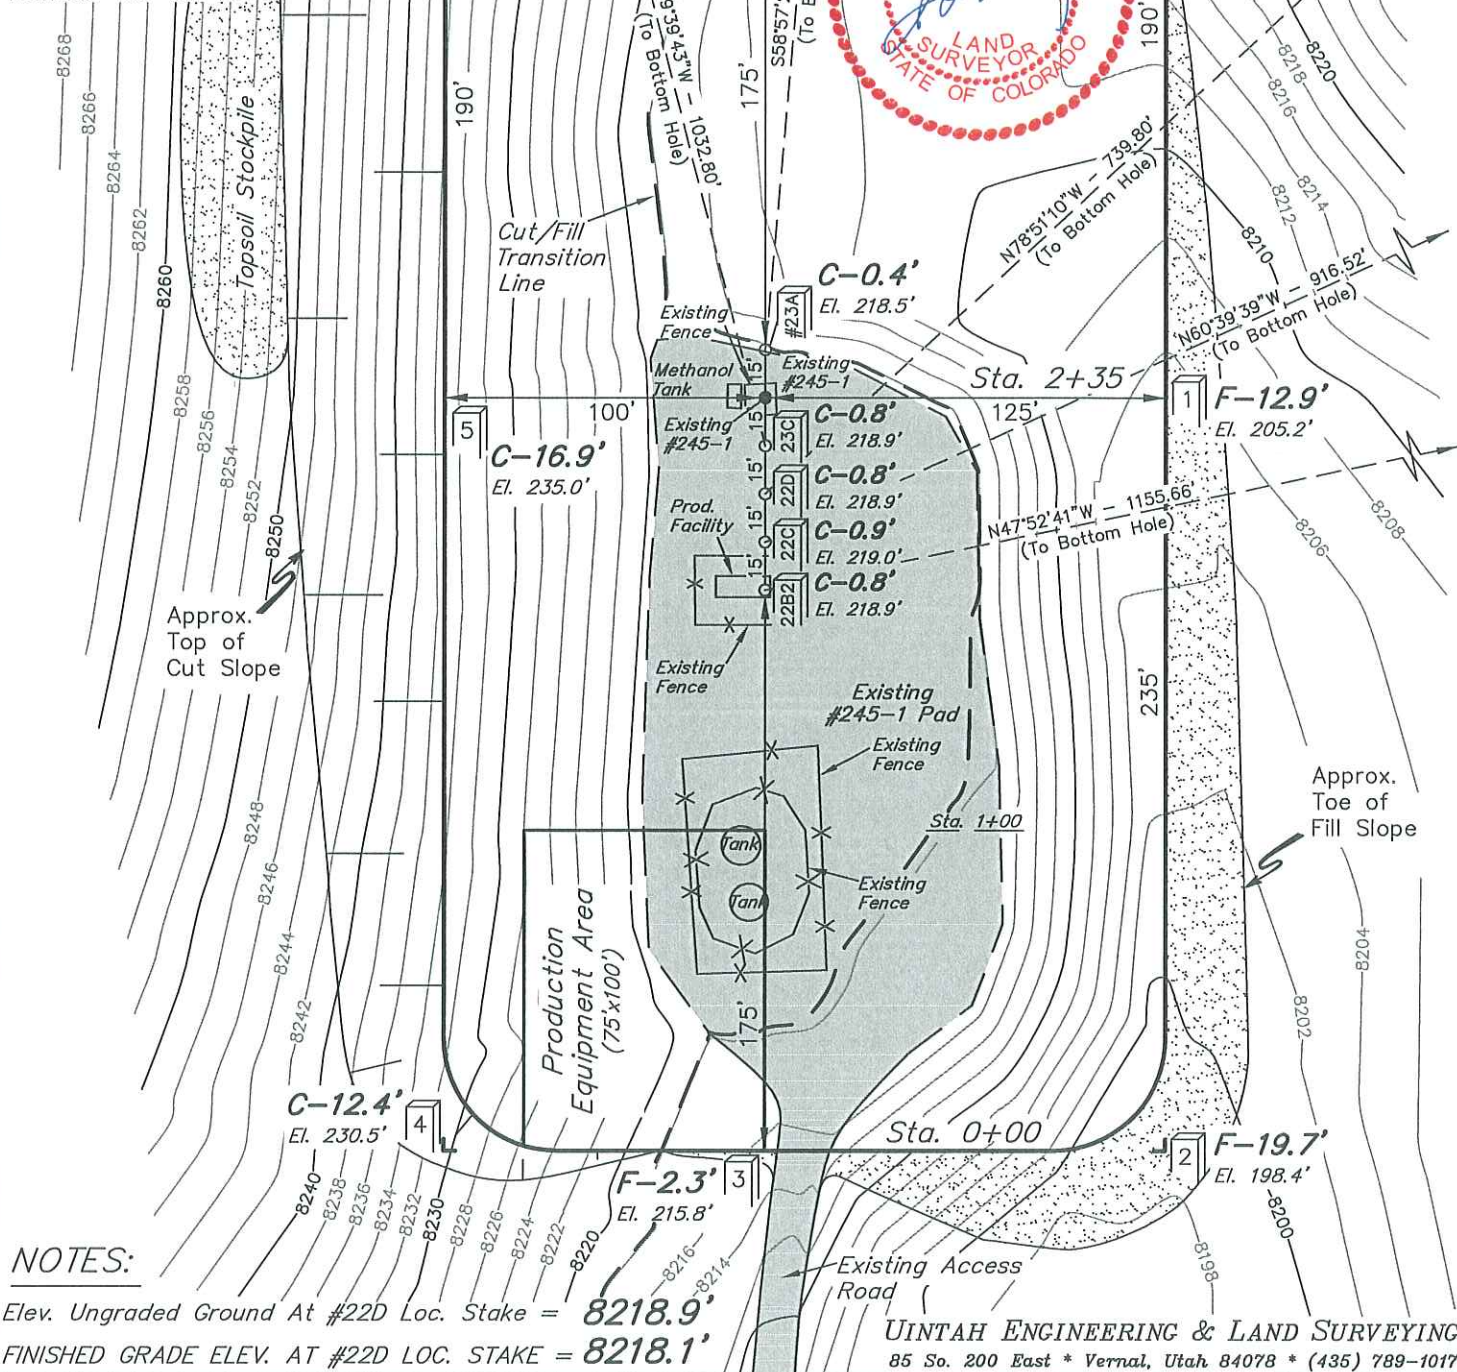 8268
8266
8264
8262
8260
8258
8256
8254
8252
8250
8248
8246
8244
8242
8240
8238
8236
8234
8232
8230
8228
8226
8224
8222
8220
8216
8214
Topsoil Stockpile
190'
39'43"W - 1032.80'
(To Bottom Hole)
175'
S58°57'
LAND
SURVEYOR
STATE OF COLORADO
190'
8220
8218
8216
8214
8212
8210
8208
8206
8204
8202
8200
8198
Cut/Fill
Transition
Line
N78°51'10"W - 739.80'
(To Bottom Hole)
N60°39'39"W - 916.52'
(To Bottom Hole)
N47°52'41"W - 1155.66'
(To Bottom Hole)
#23A
C-0.4'
El. 218.5'
Existing
Fence
Methanol
Tank
Existing
#245-1
Existing
#245-1
15'
15'
15'
15'
15'
100'
125'
Sta. 2+35
1
F-12.9'
El. 205.2'
5
C-16.9'
El. 235.0'
23C
C-0.8'
El. 218.9'
22D
C-0.8'
El. 218.9'
22C
C-0.9'
El. 219.0'
22B2
C-0.8'
El. 218.9'
Prod.
Facility
Existing
Fence
Approx.
Top of
Cut Slope
Existing
#245-1 Pad
235'
Existing
Fence
Approx.
Toe of
Fill Slope
Sta. 1+00
Tank
Tank
Existing
Fence
Production
Equipment Area
(75'x100')
175'
C-12.4'
El. 230.5'
4
Sta. 0+00
2
F-19.7'
El. 198.4'
F-2.3'
El. 215.8'
3
Existing Access
Road
NOTES:
Elev. Ungraded Ground At #22D Loc. Stake = 8218.9'
FINISHED GRADE ELEV. AT #22D LOC. STAKE = 8218.1'
UINTAH ENGINEERING & LAND SURVEYING
85 So. 200 East * Vernal, Utah 84078 * (435) 789-1017